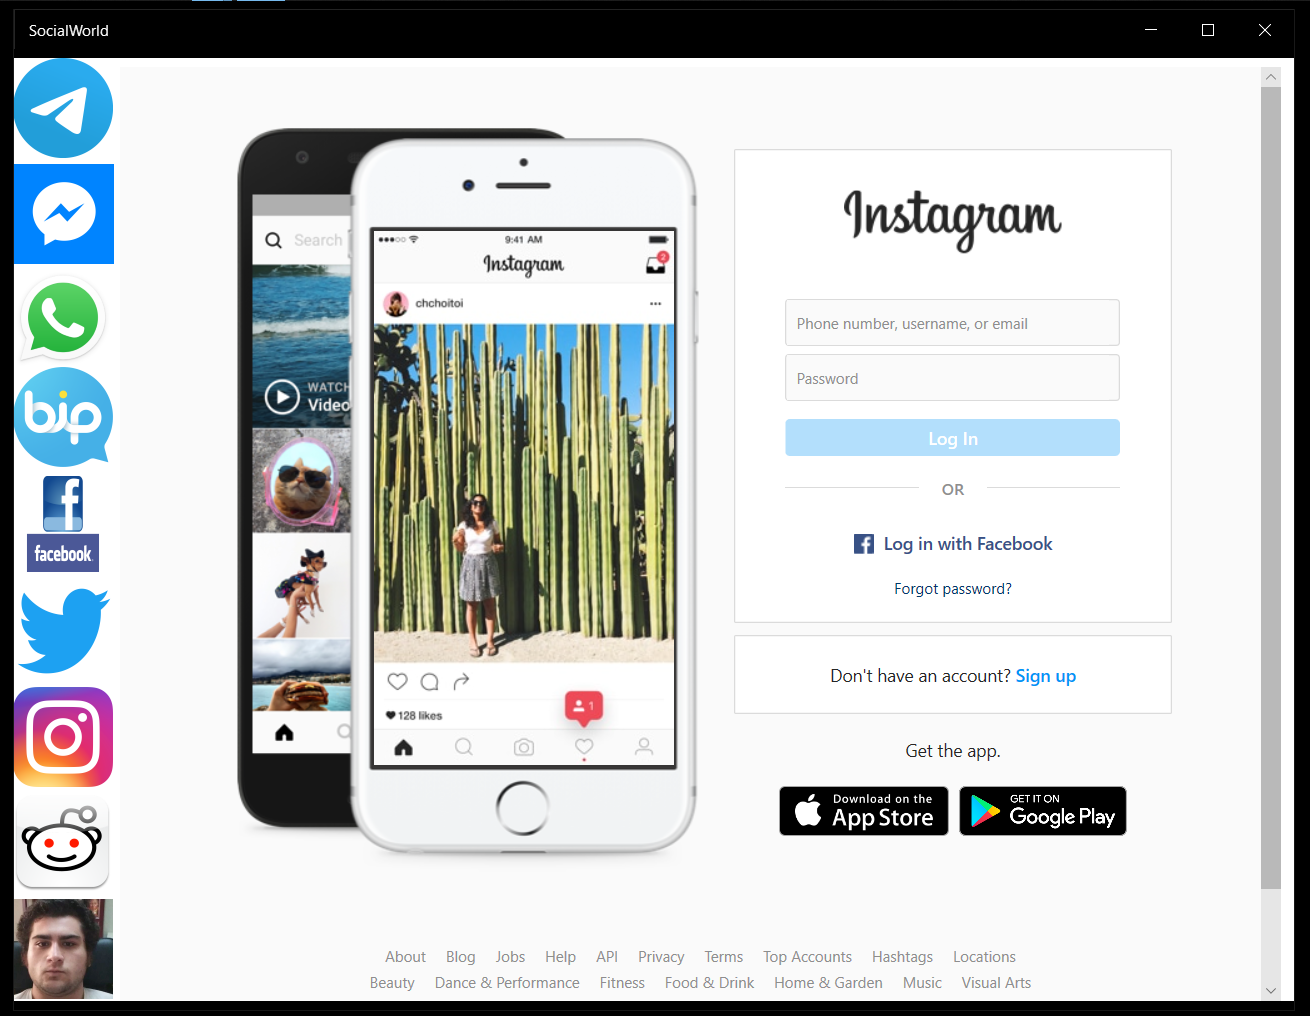 SocialWorld
bip
facebook
Search
WATCH
Video
9:41 AM
Instagram
2
chchoitoi
128 likes
1
Instagram
Phone number, username, or email
Password
Log In
OR
Log in with Facebook
Forgot password?
Don't have an account? Sign up
Get the app.
Download on the
App Store
GET IT ON
Google Play
About Blog Jobs Help API Privacy Terms Top Accounts Hashtags Locations
Beauty Dance & Performance Fitness Food & Drink Home & Garden Music Visual Arts